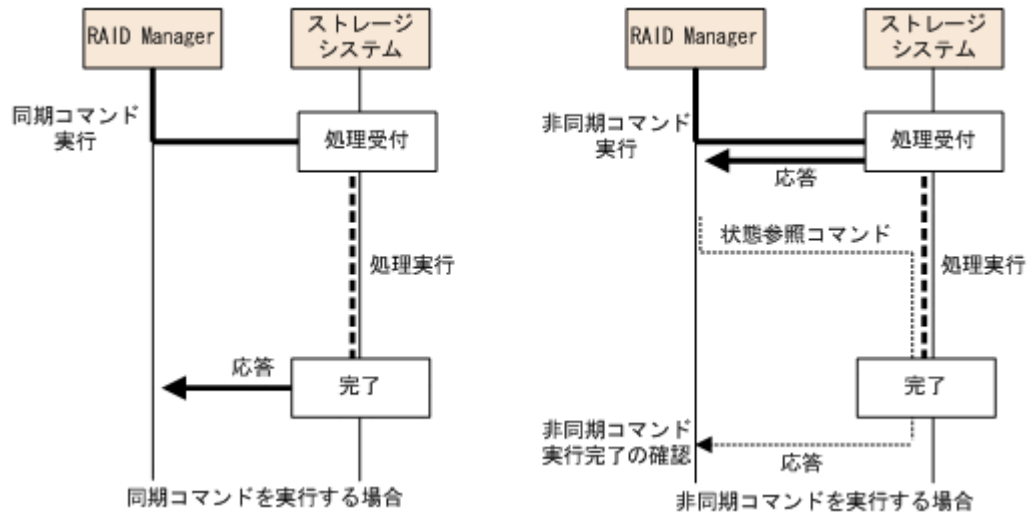 RAID Manager
ストレージ
システム
同期コマンド
実行
処理受付
処理実行
応答
完了
同期コマンドを実行する場合
RAID Manager
ストレージ
システム
非同期コマンド
実行
処理受付
応答
状態参照コマンド
処理実行
完了
非同期コマンド
実行完了の確認
応答
非同期コマンドを実行する場合